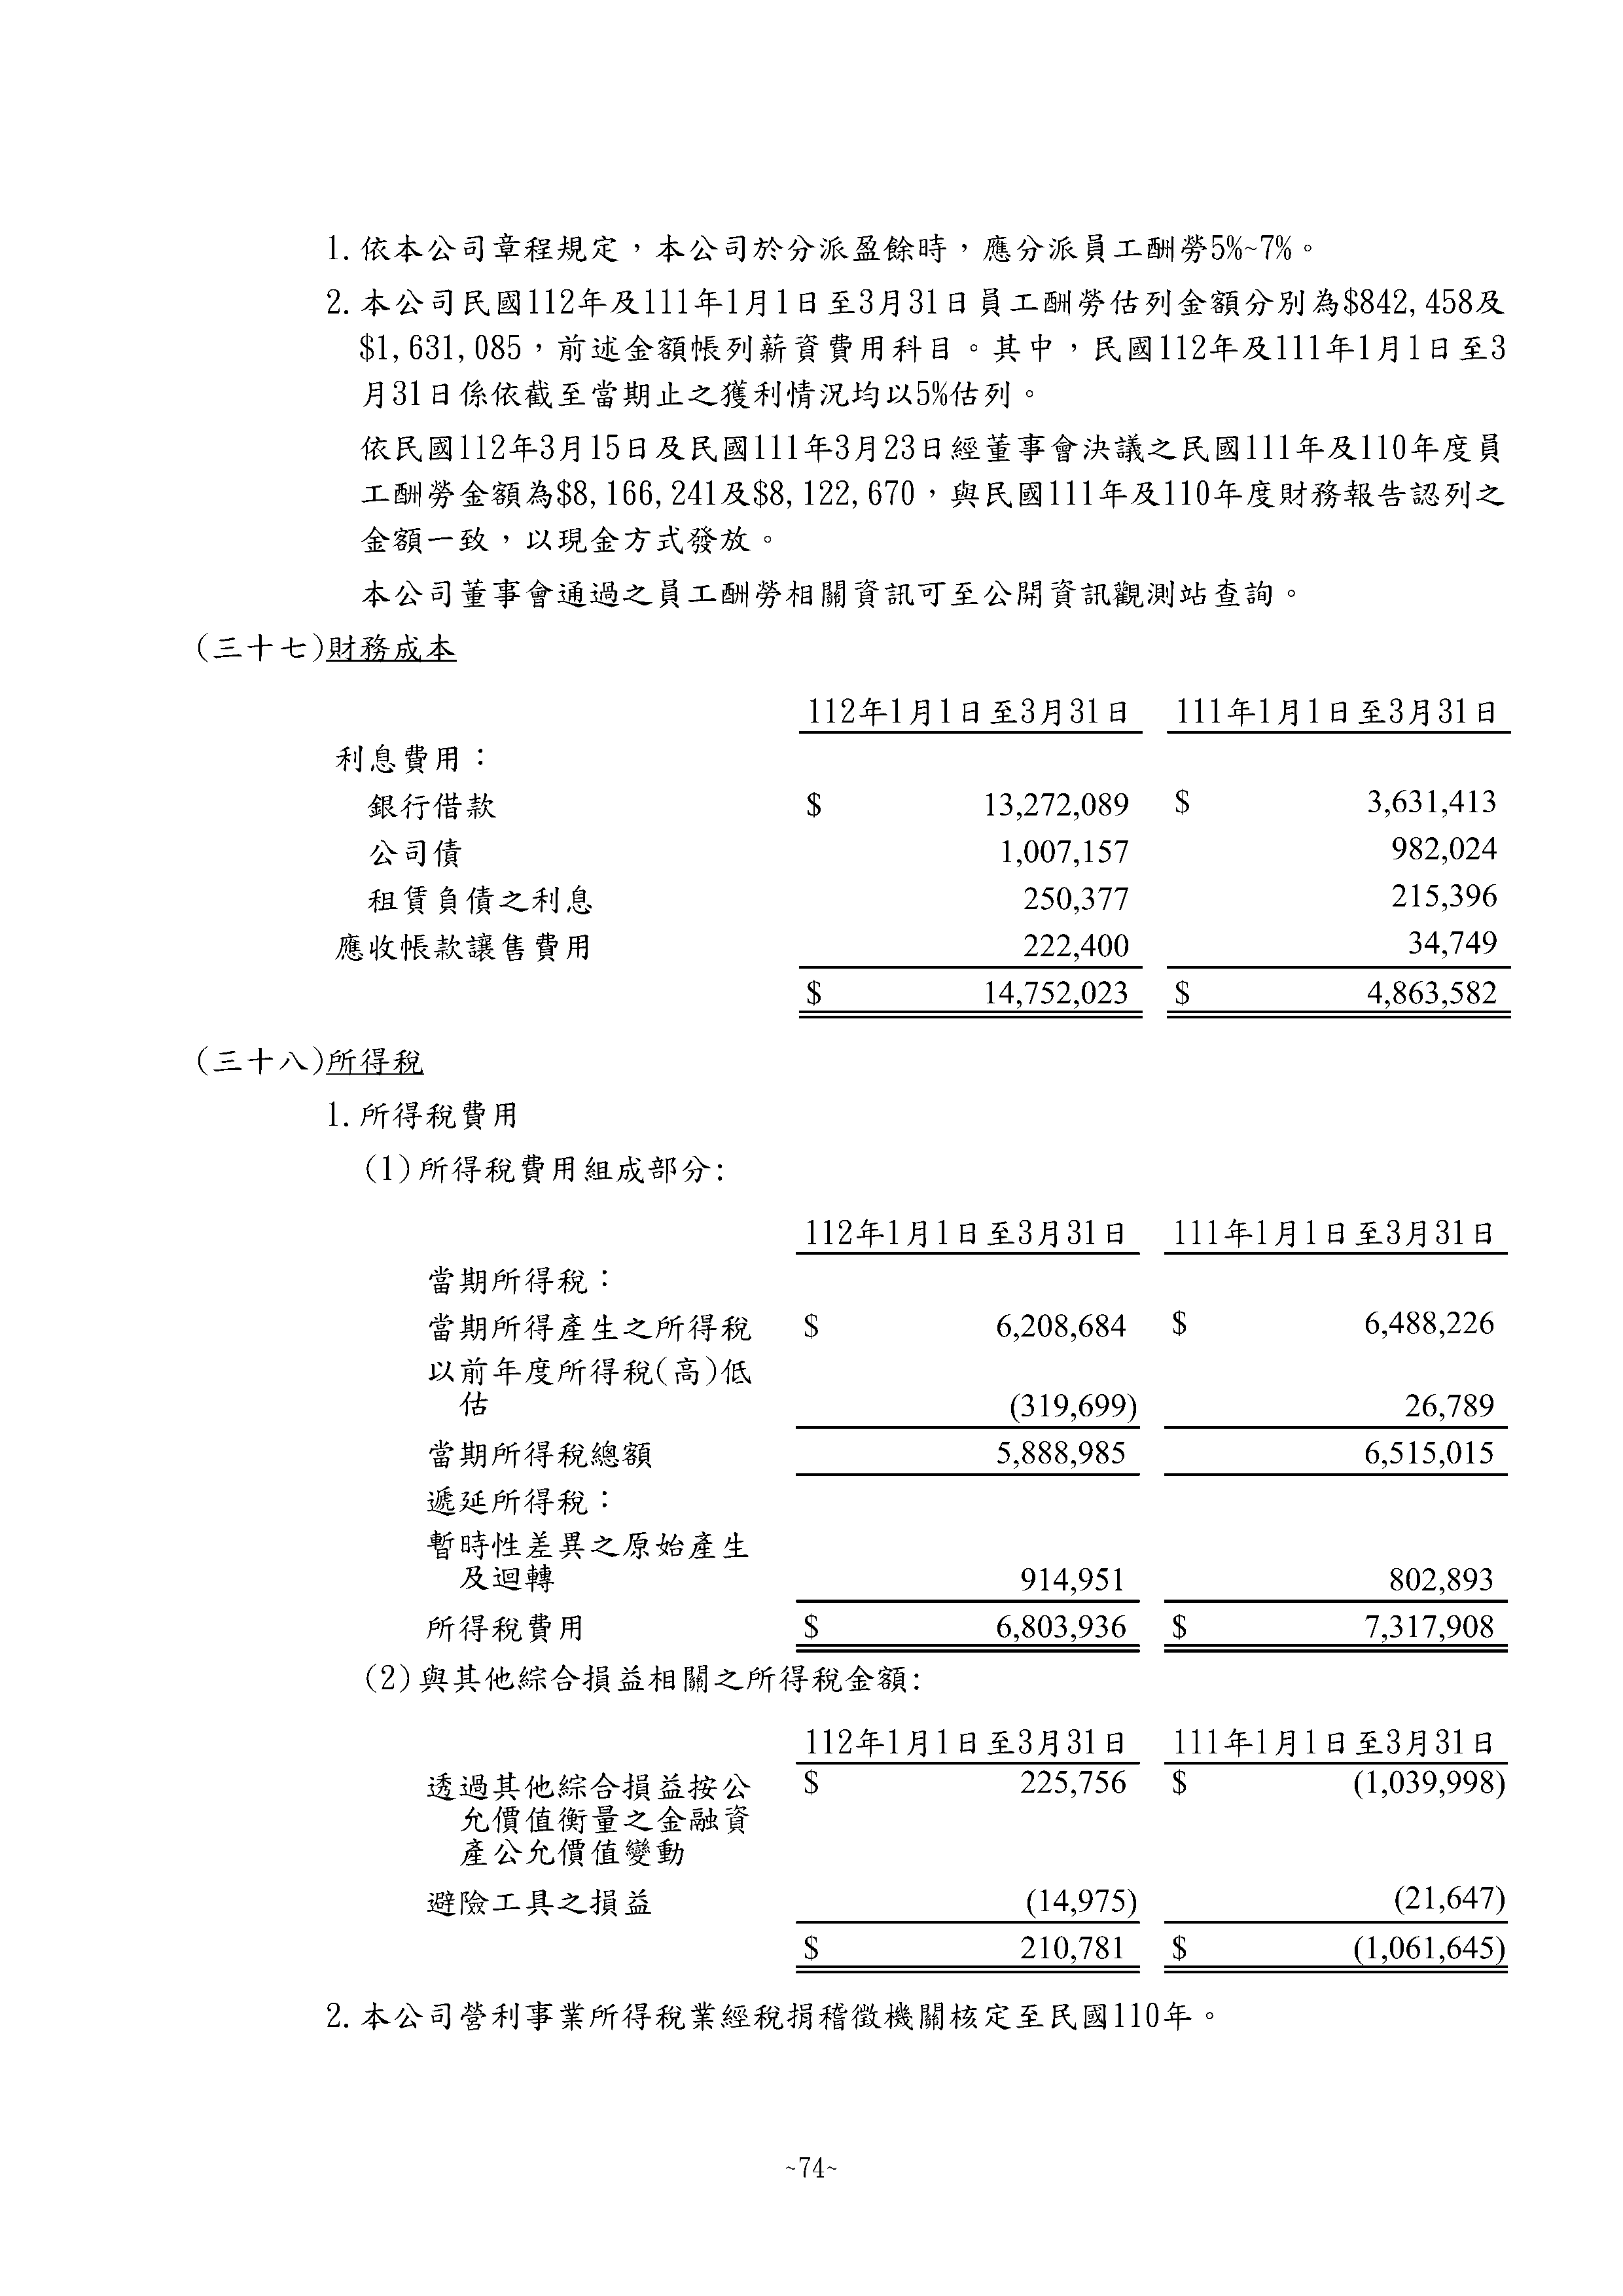 1.依本公司章程規定，本公司於分派盈餘時，應分派員工酬勞5%~7%。
2.本公司民國112年及111年1月1日至3月31日員工酬勞估列金額分別為$842,458及
$1,631,085，前述金額帳列薪資費用科目。其中，民國112年及111年1月1日至3
月31日係依截至當期止之獲利情況均以5%估列。
依民國112年3月15日及民國111年3月23日經董事會決議之民國111年及110年度員
工酬勞金額為$8,166,241及$8,122,670，與民國111年及110年度財務報告認列之
金額一致，以現金方式發放。
本公司董事會通過之員工酬勞相關資訊可至公開資訊觀測站查詢。
(三十七)財務成本
112年1月1日至3月31日 111年1月1日至3月31日
利息費用：
銀行借款 $ 13,272,089 $ 3,631,413
公司債 1,007,157 982,024
租賃負債之利息 250,377 215,396
應收帳款讓售費用 222,400 34,749
$ 14,752,023 $ 4,863,582
(三十八)所得稅
1.所得稅費用
(1)所得稅費用組成部分:
112年1月1日至3月31日 111年1月1日至3月31日
當期所得稅：
當期所得產生之所得稅 $ 6,208,684 $ 6,488,226
以前年度所得稅(高)低
估 (319,699) 26,789
當期所得稅總額 5,888,985 6,515,015
遞延所得稅：
暫時性差異之原始產生
及迴轉 914,951 802,893
所得稅費用 $ 6,803,936 $ 7,317,908
(2)與其他綜合損益相關之所得稅金額:
112年1月1日至3月31日 111年1月1日至3月31日
透過其他綜合損益按公 $ 225,756 $ (1,039,998)
允價值衡量之金融資
產公允價值變動
避險工具之損益 (14,975) (21,647)
$ 210,781 $ (1,061,645)
2.本公司營利事業所得稅業經稅捐稽徵機關核定至民國110年。
~74~